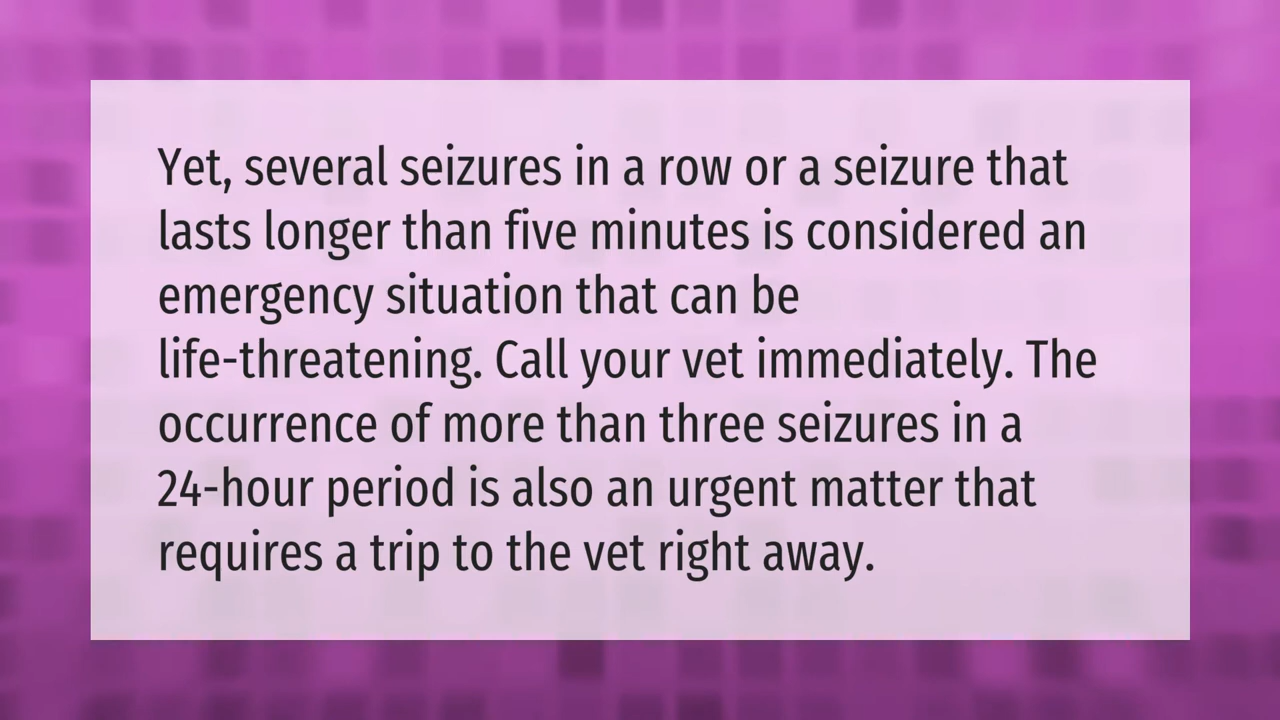 Yet, several seizures in a row or a seizure that
lasts longer than five minutes is considered an
emergency situation that can be
life-threatening. Call your vet immediately. The
occurrence of more than three seizures in a
24-hour period is also an urgent matter that
requires a trip to the vet right away.